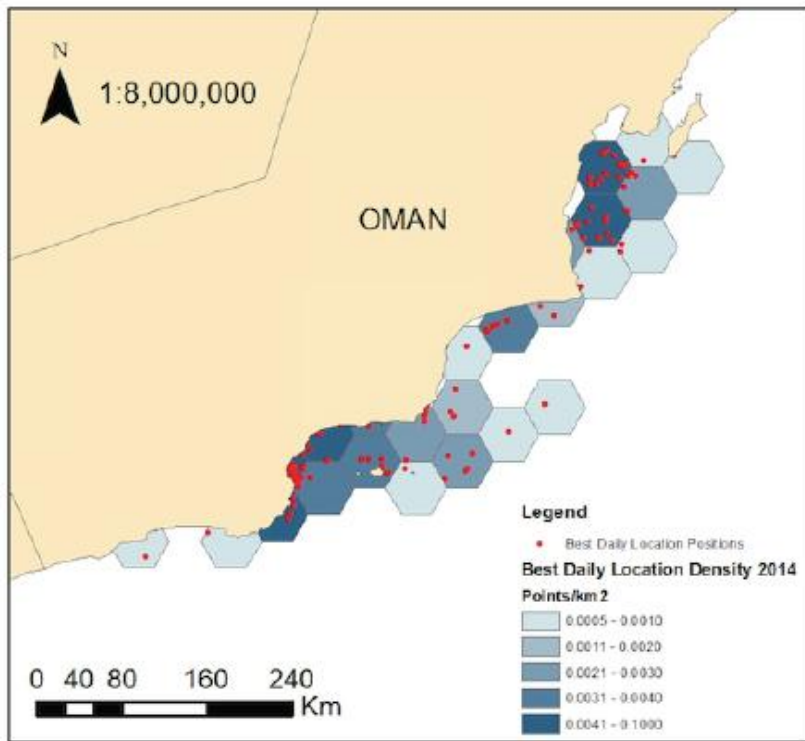 N
1:8,000,000
OMAN
Legend
Best Daily Location Positions
Best Daily Location Density 2014
Points/km2
0.0005 - 0.0010
0.0011 - 0.0020
0.0021 - 0.0030
0.0031 - 0.0040
0.0041 - 0.1000
0 40 80 160 240
Km